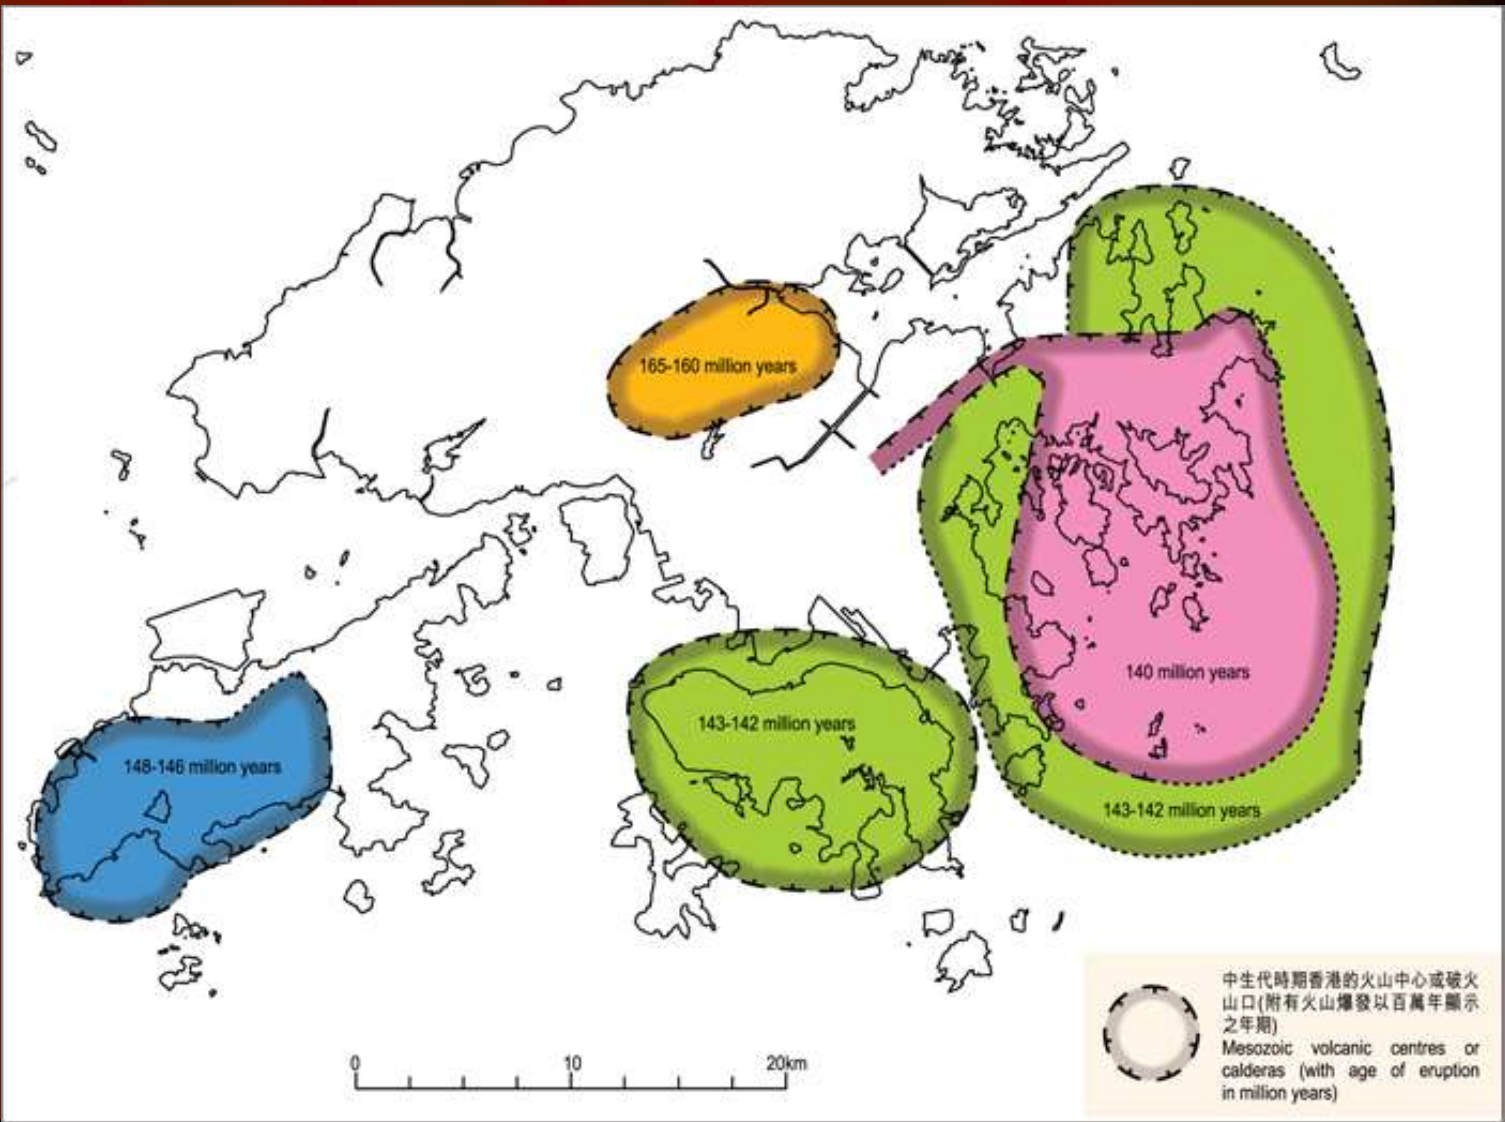 165-160 million years
140 million years
148-146 million years
143-142 million years
143-142 million years
0 10 20km
中生代時期香港的火山中心或破火
山口(附有火山爆發以百萬年顯示
之年期)
Mesozoic volcanic centres or
calderas (with age of eruption
in million years)